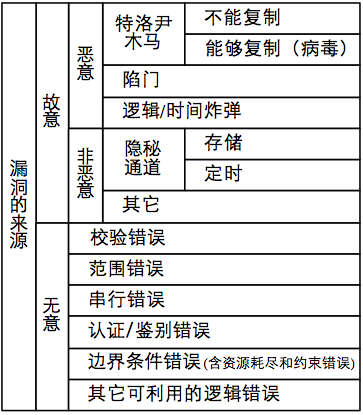 漏洞的来源
故意
恶意
特洛尹
木马
不能复制
能够复制（病毒）
陷门
逻辑/时间炸弹
非恶意
隐秘
通道
存储
定时
其它
无意
校验错误
范围错误
串行错误
认证/鉴别错误
边界条件错误(含资源耗尽和约束错误)
其它可利用的逻辑错误